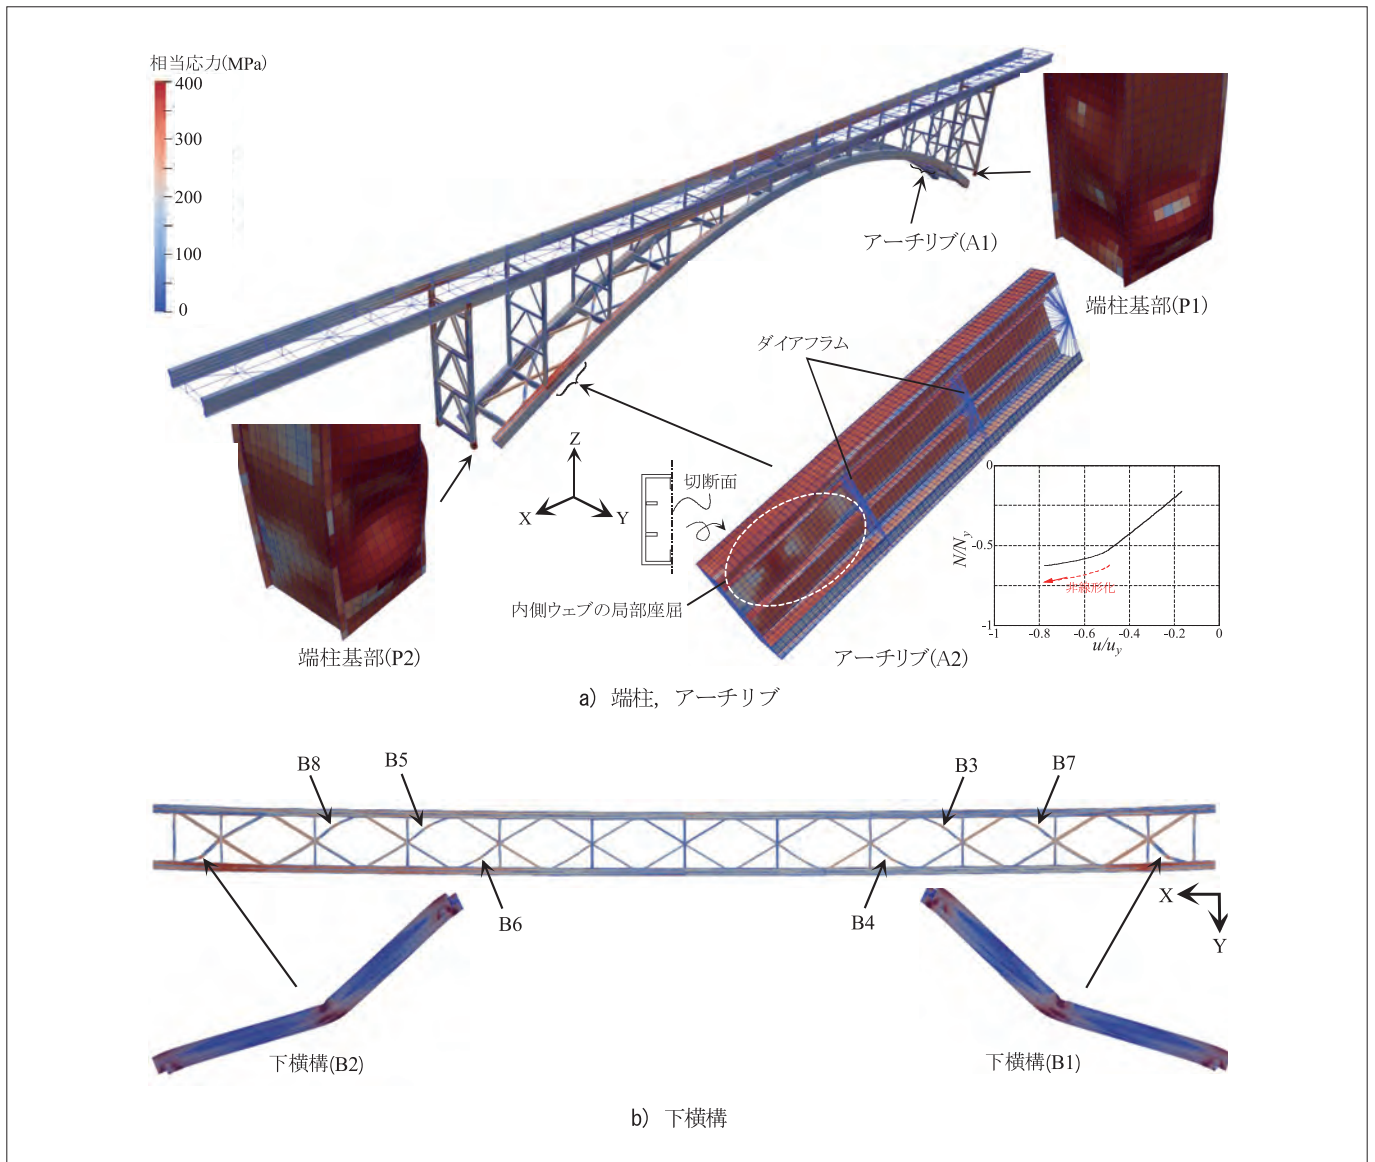 相当応力(MPa)
400
300
200
100
0
アーチリブ(A1)
端柱基部(P1)
ダイアフラム
Z
X
Y
切断面
内側ウェブの局部座屈
端柱基部(P2)
アーチリブ(A2)
0
-0.5
-1
N/Ny
非線形化
-1 -0.8 -0.6 -0.4 -0.2 0
u/uy
a) 端柱，アーチリブ
B8
B5
B3
B7
B6
B4
X
Y
下横構(B2)
下横構(B1)
b) 下横構